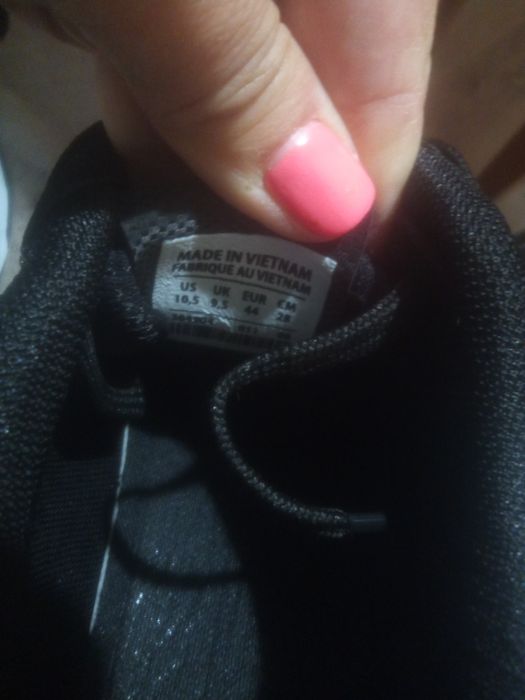 MADE IN VIETNAM
FABRIQUE AU VIETNAM
US UK EUR CM
10,5 9,5 44 28